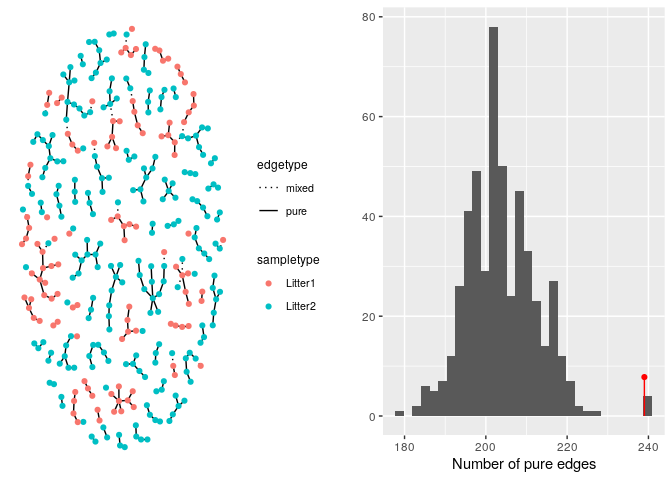 edgetype
mixed
pure
sampletype
Litter1
Litter2
80
60
40
20
0
180
200
220
240
Number of pure edges